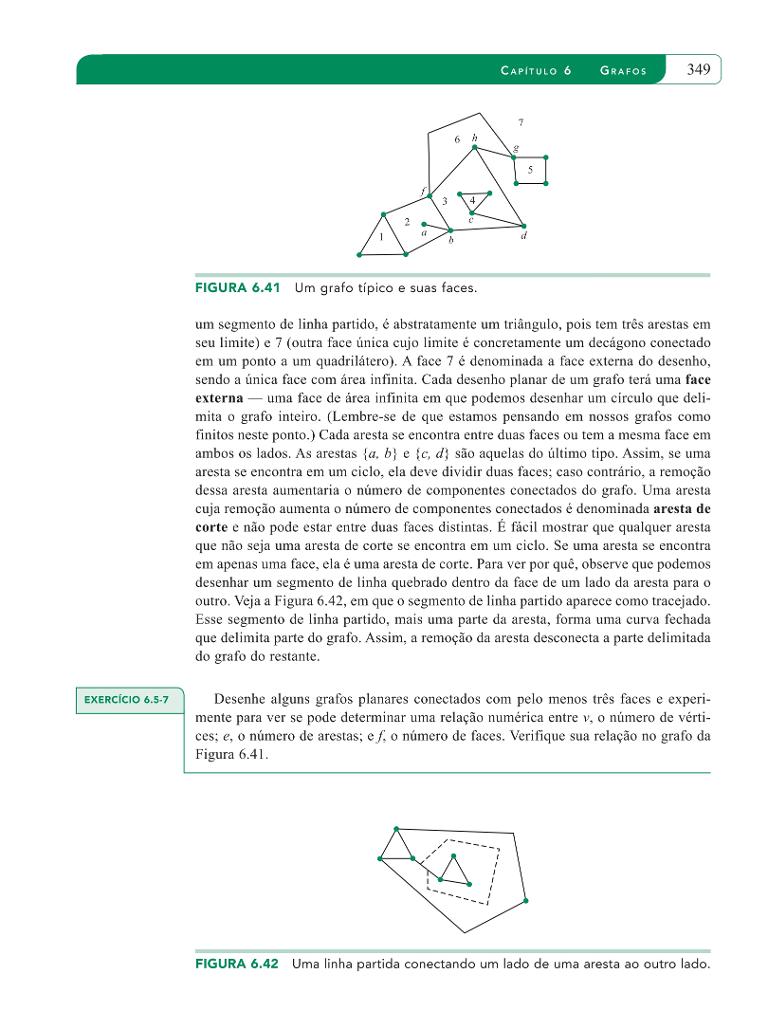 CAPÍTULO 6 GRAFOS 349
7
6 h
g
5
f
3 4
2 c
1 a b d
FIGURA 6.41 Um grafo típico e suas faces.
um segmento de linha partido, é abstratamente um triângulo, pois tem três arestas em
seu limite) e 7 (outra face única cujo limite é concretamente um decágono conectado
em um ponto a um quadrilátero). A face 7 é denominada a face externa do desenho,
sendo a única face com área infinita. Cada desenho planar de um grafo terá uma face
externa — uma face de área infinita em que podemos desenhar um círculo que deli-
mita o grafo inteiro. (Lembre-se de que estamos pensando em nossos grafos como
finitos neste ponto.) Cada aresta se encontra entre duas faces ou tem a mesma face em
ambos os lados. As arestas {a, b} e {c, d} são aquelas do último tipo. Assim, se uma
aresta se encontra em um ciclo, ela deve dividir duas faces; caso contrário, a remoção
dessa aresta aumentaria o número de componentes conectados do grafo. Uma aresta
cuja remoção aumenta o número de componentes conectados é denominada aresta de
corte e não pode estar entre duas faces distintas. É fácil mostrar que qualquer aresta
que não seja uma aresta de corte se encontra em um ciclo. Se uma aresta se encontra
em apenas uma face, ela é uma aresta de corte. Para ver por quê, observe que podemos
desenhar um segmento de linha quebrado dentro da face de um lado da aresta para o
outro. Veja a Figura 6.42, em que o segmento de linha partido aparece como tracejado.
Esse segmento de linha partido, mais uma parte da aresta, forma uma curva fechada
que delimita parte do grafo. Assim, a remoção da aresta desconecta a parte delimitada
do grafo do restante.
EXERCÍCIO 6.5-7 Desenhe alguns grafos planares conectados com pelo menos três faces e experi-
mente para ver se pode determinar uma relação numérica entre v, o número de vérti-
ces; e, o número de arestas; e f, o número de faces. Verifique sua relação no grafo da
Figura 6.41.
FIGURA 6.42 Uma linha partida conectando um lado de uma aresta ao outro lado.